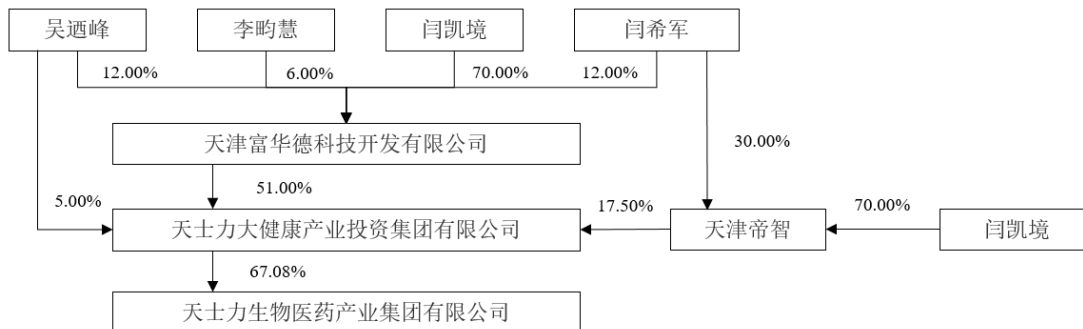 吴迺峰
李畇慧
闫凯境
闫希军
12.00%
6.00%
70.00%
12.00%
天津富华德科技开发有限公司
30.00%
51.00%
5.00%
17.50%
70.00%
天士力大健康产业投资集团有限公司
天津帝智
闫凯境
67.08%
天士力生物医药产业集团有限公司